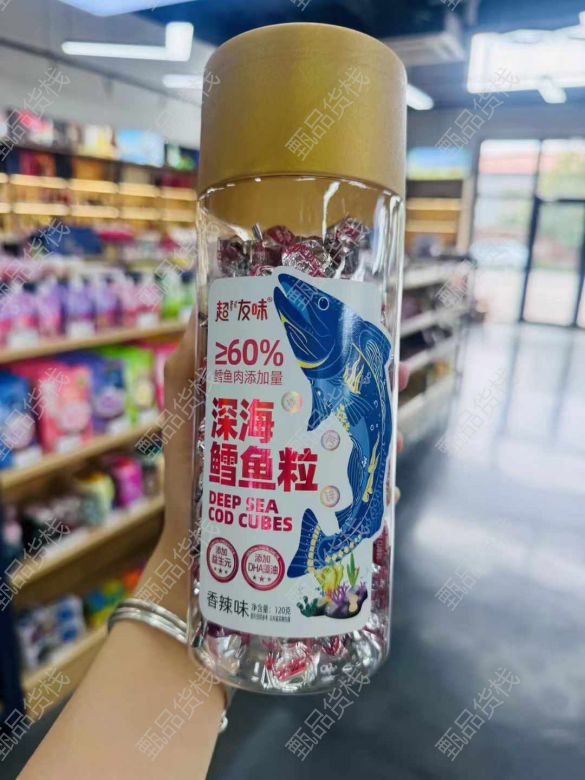 超友味®
≥60%
鳕鱼肉添加量
深海
鳕鱼粒
DEEP SEA
COD CUBES
添加
益生元
添加
DHA藻油
香辣味
净含量：120克
甄品货栈